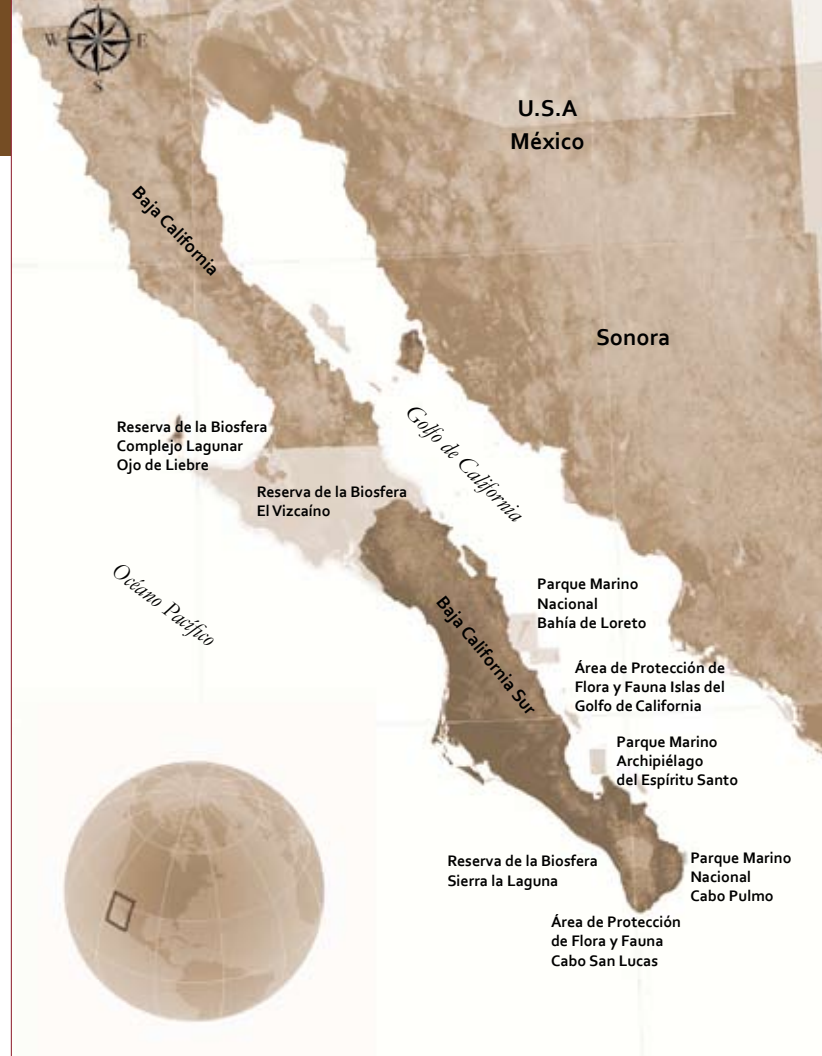 W E
S
U.S.A
México
Baja California
Sonora
Reserva de la Biosfera
Complejo Lagunar
Ojo de Liebre
Golfo de California
Reserva de la Biosfera
El Vizcaíno
Océano Pacífico
Parque Marino
Nacional
Bahía de Loreto
Baja California Sur
Área de Protección de
Flora y Fauna Islas del
Golfo de California
Parque Marino
Archipiélago
del Espíritu Santo
Reserva de la Biosfera
Sierra la Laguna
Parque Marino
Nacional
Cabo Pulmo
Área de Protección
de Flora y Fauna
Cabo San Lucas